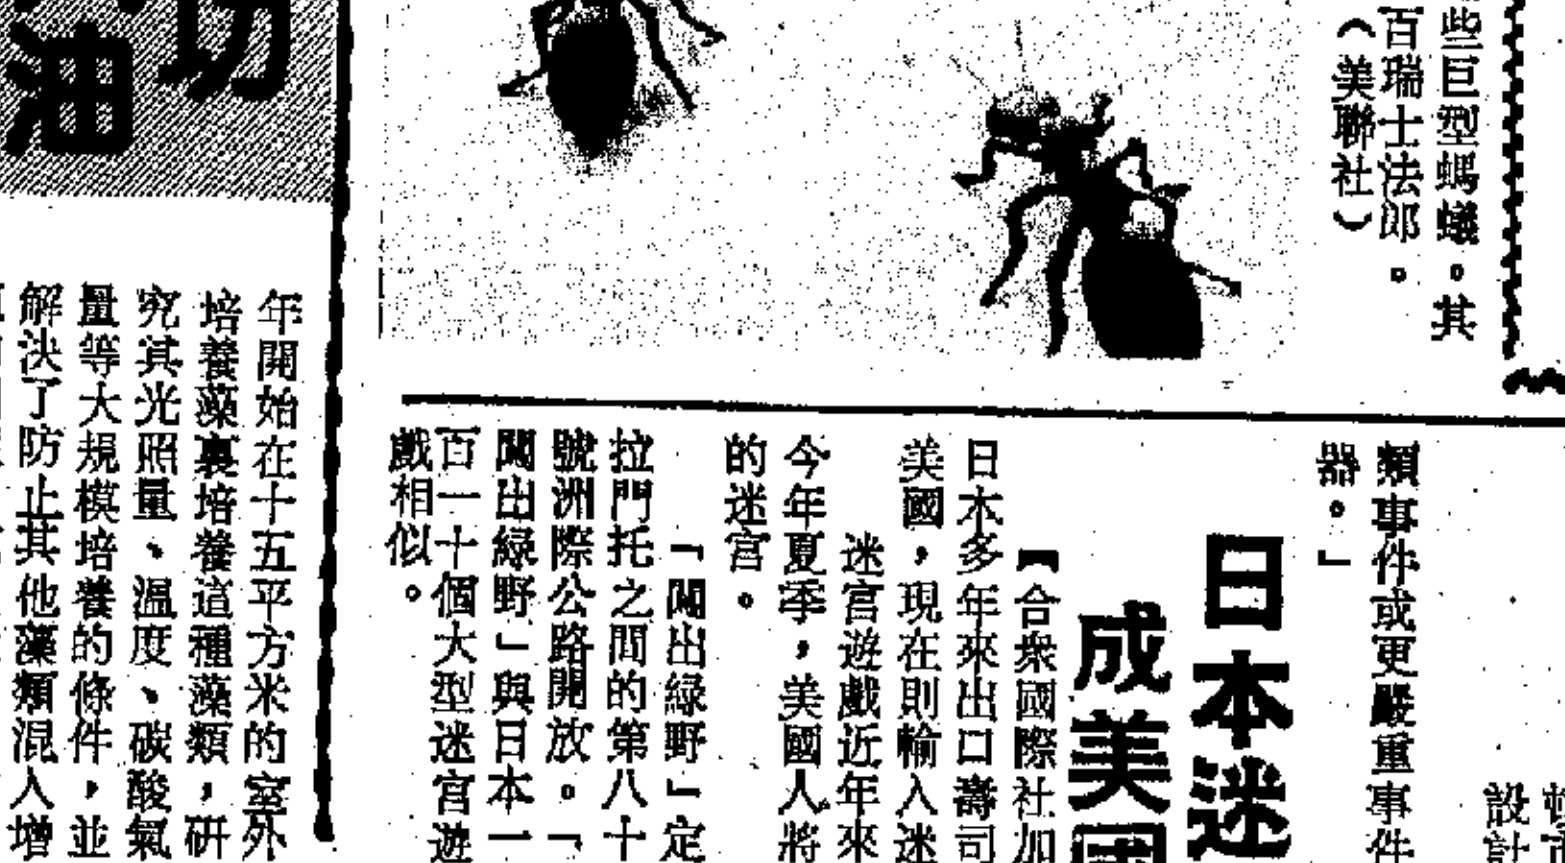 些巨型螞蟻。其
百瑞士法郎。
（美聯社）
類事件或更嚴重事件
器。」
設計
日本迷
成美国
【合衆國際社加
日本多年來出口壽司
美國，現在則輸入迷
迷宮遊戲近年來
今年夏季，美國人將
的迷宮。
「闖出緑野」定
拉門托之間的第八十
號洲際公路開放。「
闖出緑野」與日本一
百一十個大型迷宮遊
戲相似。
切
油
年開始在十五平方米的室外
培養藻裏培養這種藻類，研
究其光照量、温度、碳酸氣
量等大規模培養的條件，並
解決了防止其他藻類混入增